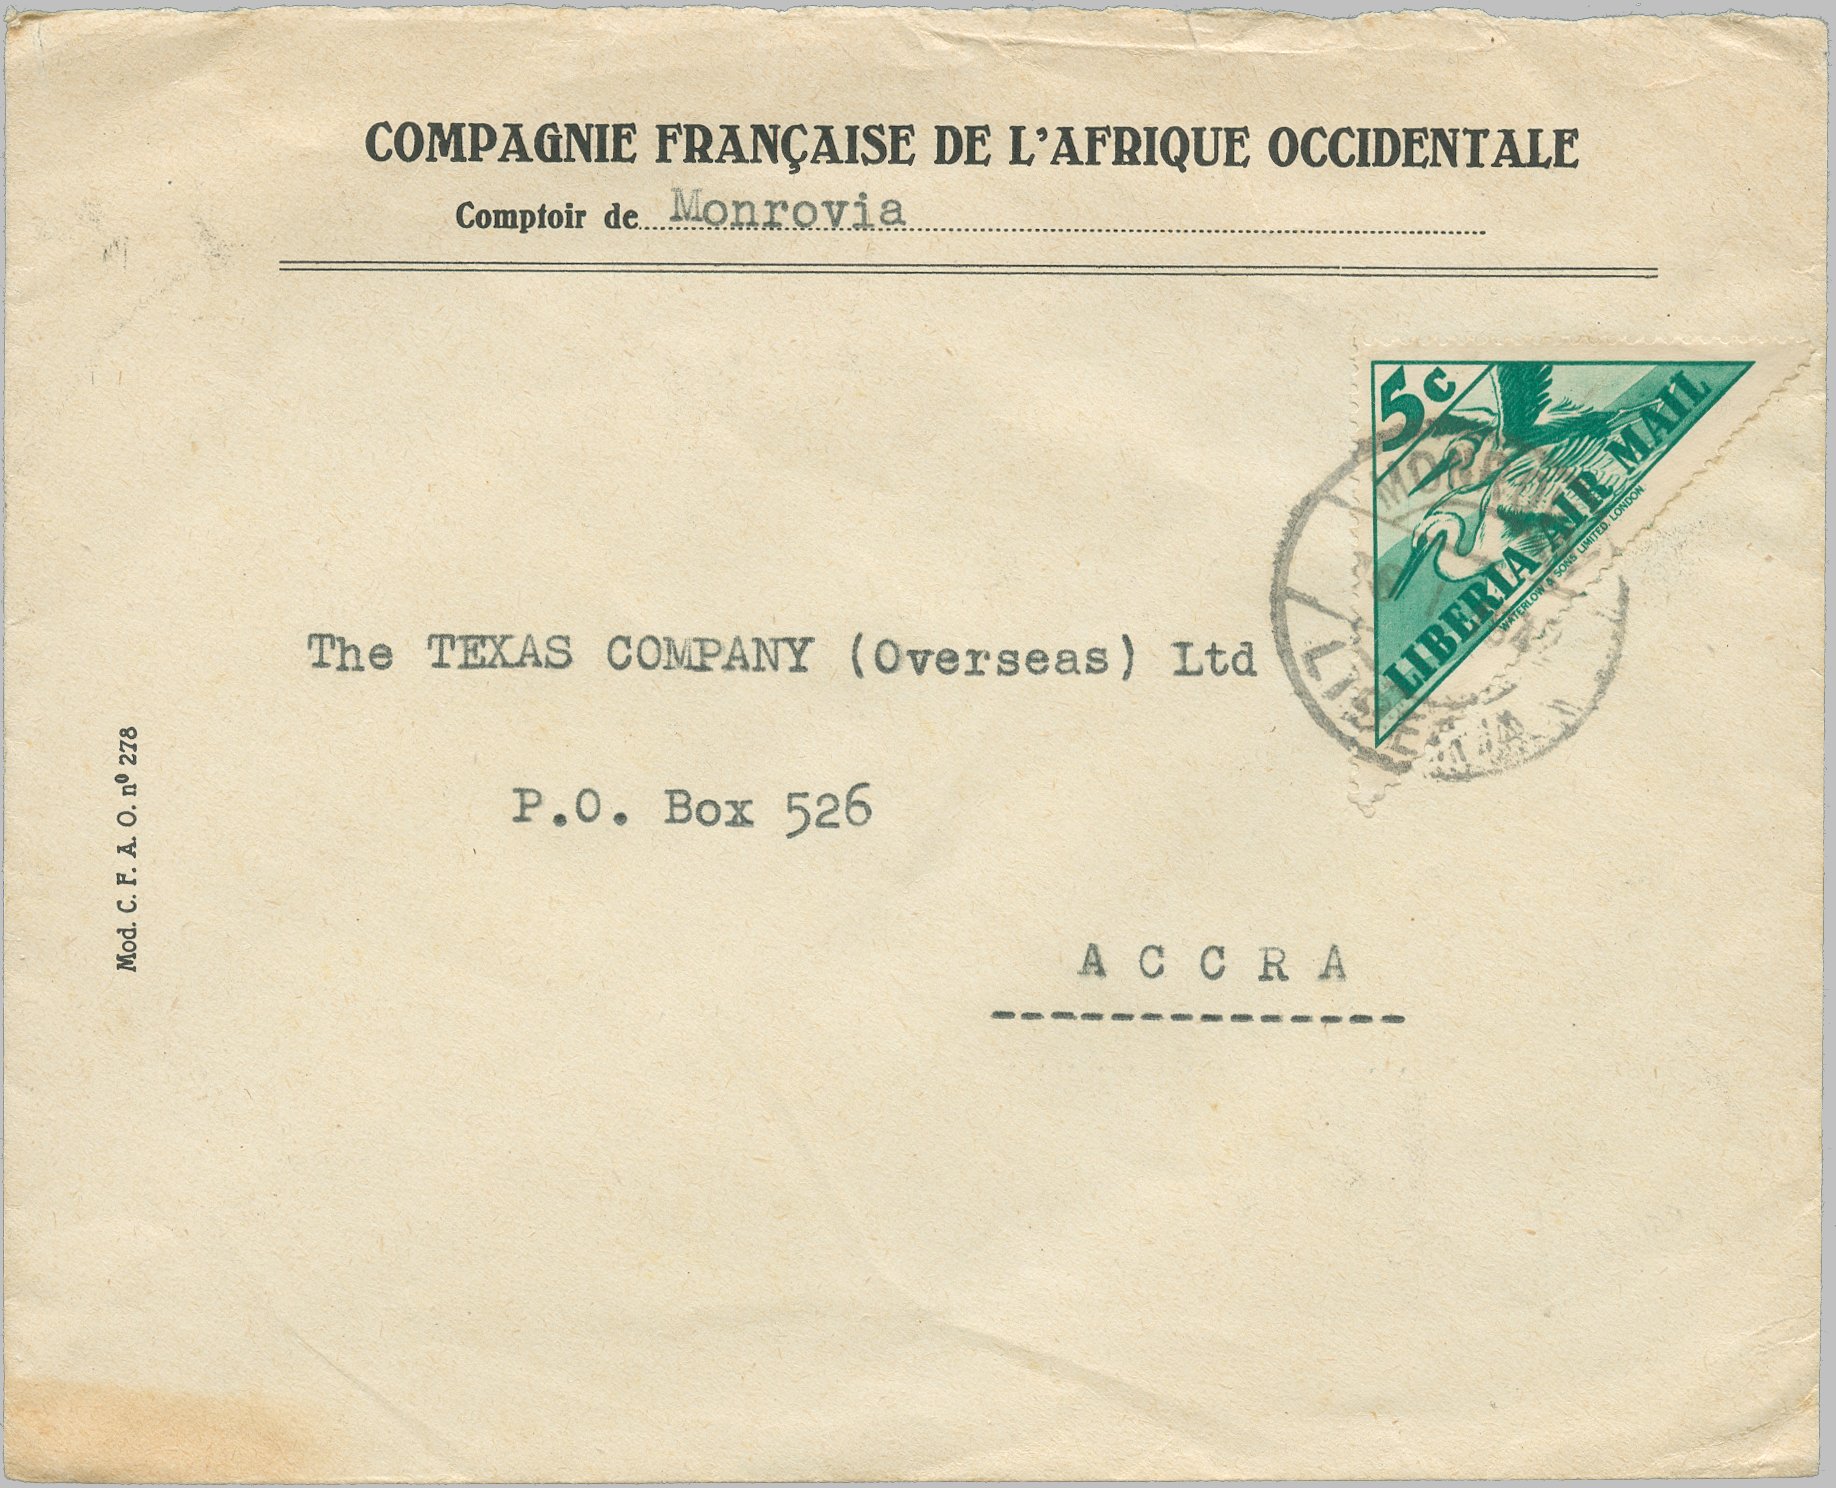 COMPAGNIE FRANÇAISE DE L'AFRIQUE OCCIDENTALE
Comptoir de Monrovia
5c
LIBERIA AIR MAIL
WATERLOW & SONS LIMITED, LONDON
The TEXAS COMPANY (Overseas) Ltd
P.O. Box 526
ACCRA
Mod. C. F. A. O. nº 278